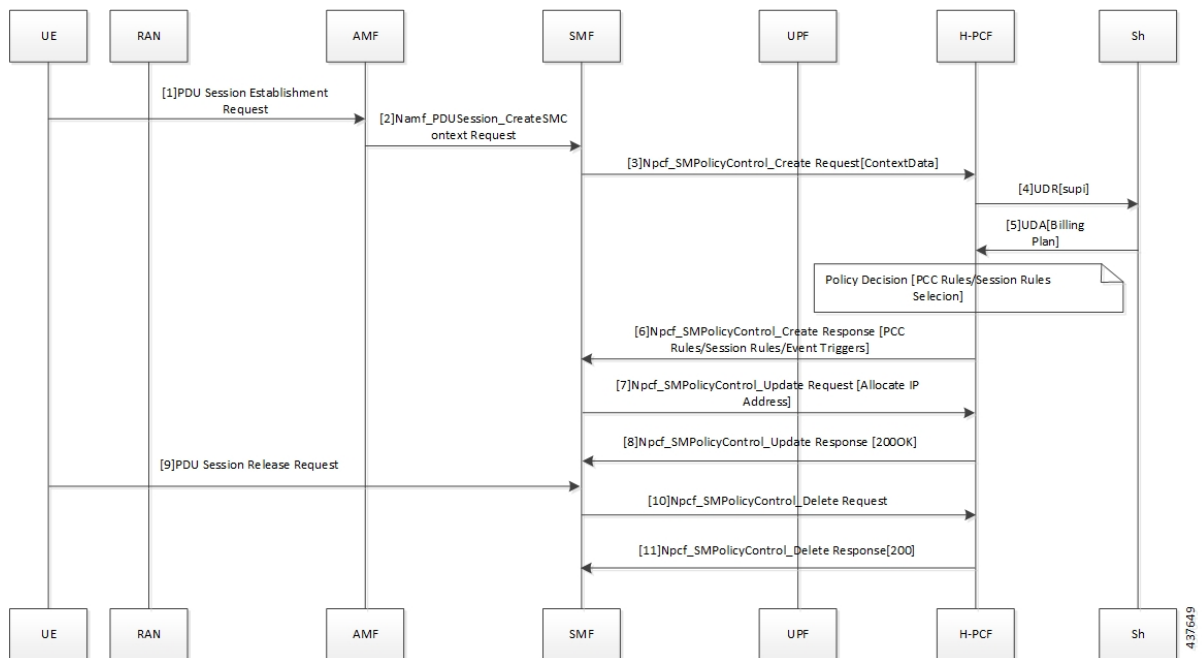 UE
RAN
AMF
SMF
UPF
H-PCF
Sh
[1]PDU Session Establishment
Request
[2]Namf_PDUSession_CreateSMC
ontext Request
[3]Npcf_SMPolicyControl_Create Request[ContextData]
[4]UDR[supi]
[5]UDA[Billing
Plan]
Policy Decision [PCC Rules/Session Rules
Selecion]
[6]Npcf_SMPolicyControl_Create Response [PCC
Rules/Session Rules/Event Triggers]
[7]Npcf_SMPolicyControl_Update Request [Allocate IP
Address]
[8]Npcf_SMPolicyControl_Update Response [200OK]
[9]PDU Session Release Request
[10]Npcf_SMPolicyControl_Delete Request
[11]Npcf_SMPolicyControl_Delete Response[200]
UE
RAN
AMF
SMF
UPF
H-PCF
Sh
437649